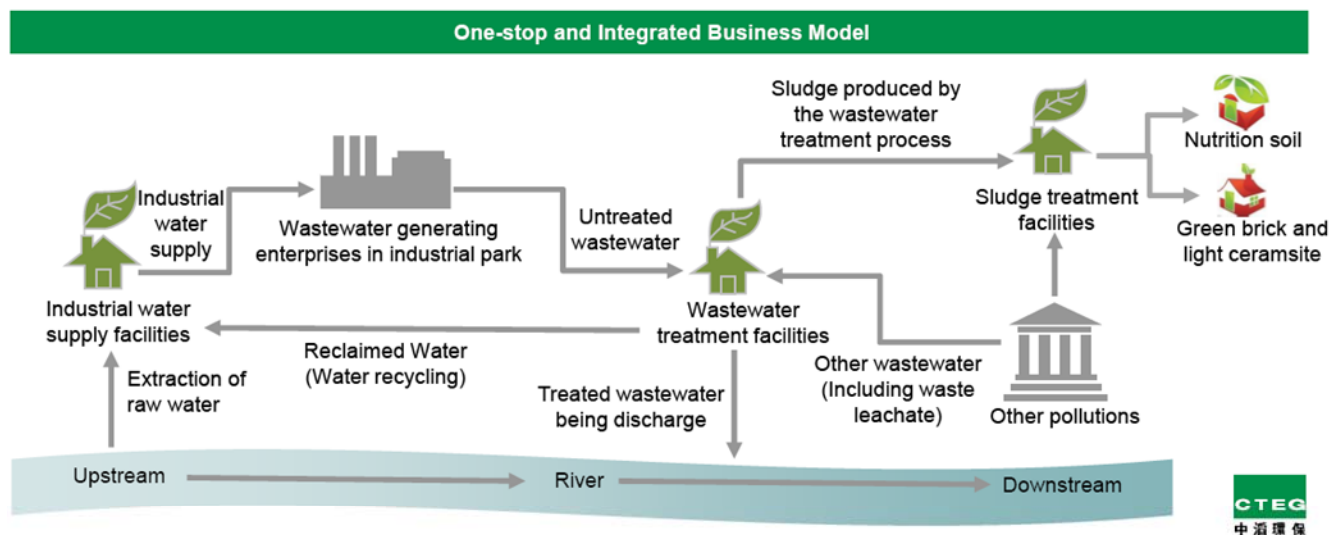 One-stop and Integrated Business Model
Sludge produced by
the wastewater
treatment process
Nutrition soil
Industrial
water
supply
Wastewater generating
enterprises in industrial park
Untreated
wastewater
Sludge treatment
facilities
Green brick and
light ceramsite
Industrial water
supply facilities
Wastewater
treatment facilities
Reclaimed Water
(Water recycling)
Other wastewater
(Including waste
leachate)
Other pollutions
Extraction of
raw water
Treated wastewater
being discharge
Upstream
River
Downstream
CTEG
中滔環保